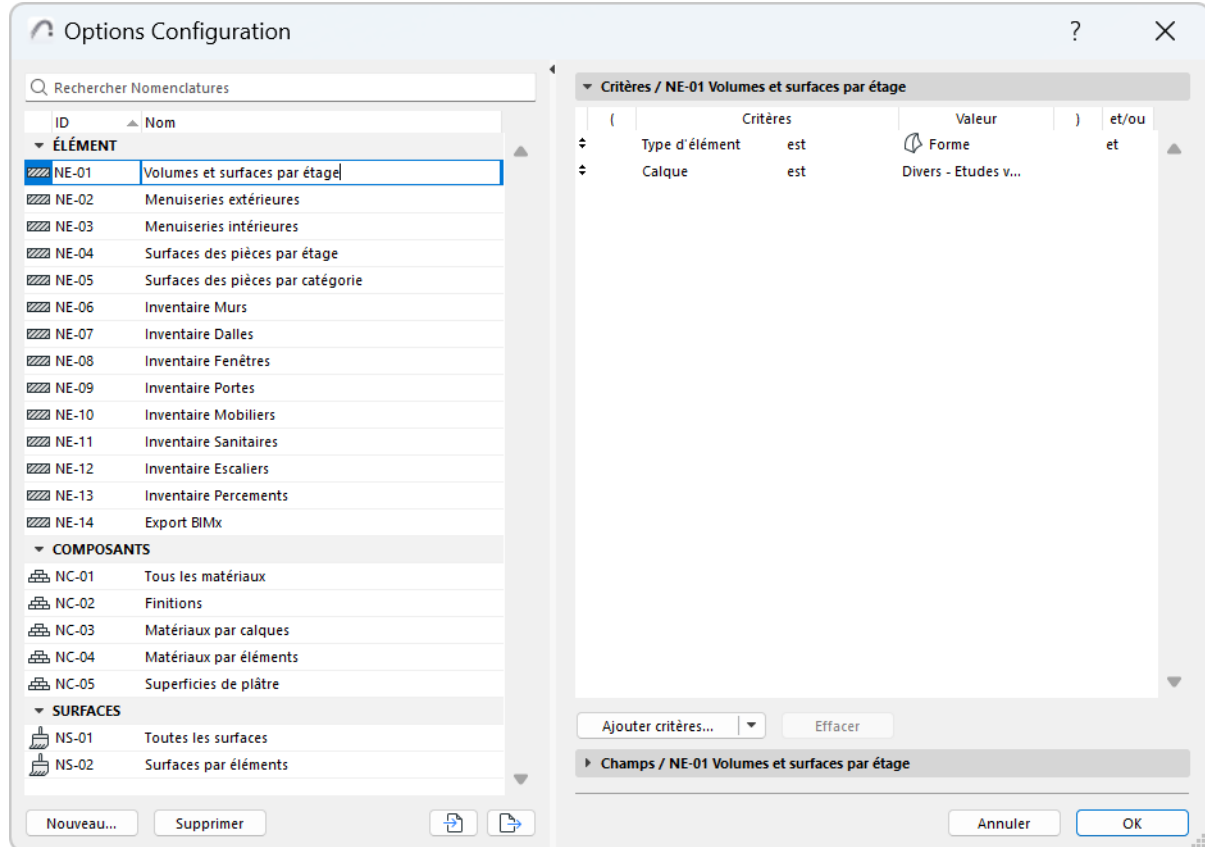 Options Configuration ?
Rechercher Nomenclatures
ID Nom
ÉLÉMENT
NE-01 Volumes et surfaces par étage
NE-02 Menuiseries extérieures
NE-03 Menuiseries intérieures
NE-04 Surfaces des pièces par étage
NE-05 Surfaces des pièces par catégorie
NE-06 Inventaire Murs
NE-07 Inventaire Dalles
NE-08 Inventaire Fenêtres
NE-09 Inventaire Portes
NE-10 Inventaire Mobiliers
NE-11 Inventaire Sanitaires
NE-12 Inventaire Escaliers
NE-13 Inventaire Percements
NE-14 Export BIMx
COMPOSANTS
NC-01 Tous les matériaux
NC-02 Finitions
NC-03 Matériaux par calques
NC-04 Matériaux par éléments
NC-05 Superficies de plâtre
SURFACES
NS-01 Toutes les surfaces
NS-02 Surfaces par éléments
Nouveau... Supprimer
Critères / NE-01 Volumes et surfaces par étage
( Critères Valeur ) et/ou
Type d'élément est Forme et
Calque est Divers - Etudes v...
Ajouter critères... Effacer
Champs / NE-01 Volumes et surfaces par étage
Annuler OK